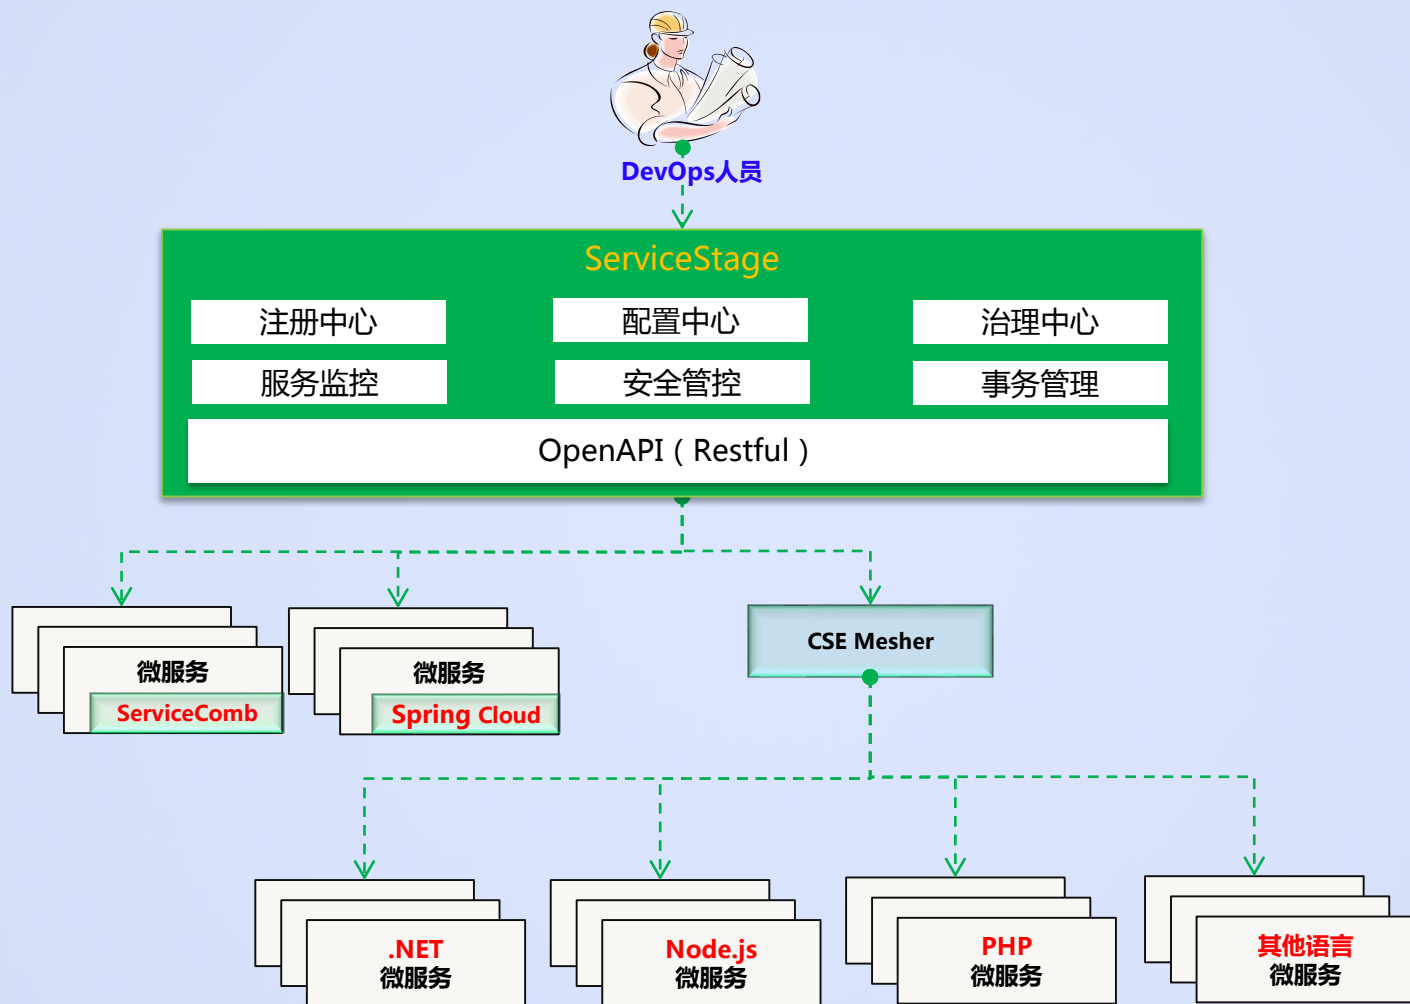 DevOps人员
ServiceStage
注册中心
配置中心
治理中心
服务监控
安全管控
事务管理
OpenAPI（Restful）
微服务
ServiceComb
微服务
Spring Cloud
CSE Mesher
.NET
微服务
Node.js
微服务
PHP
微服务
其他语言
微服务